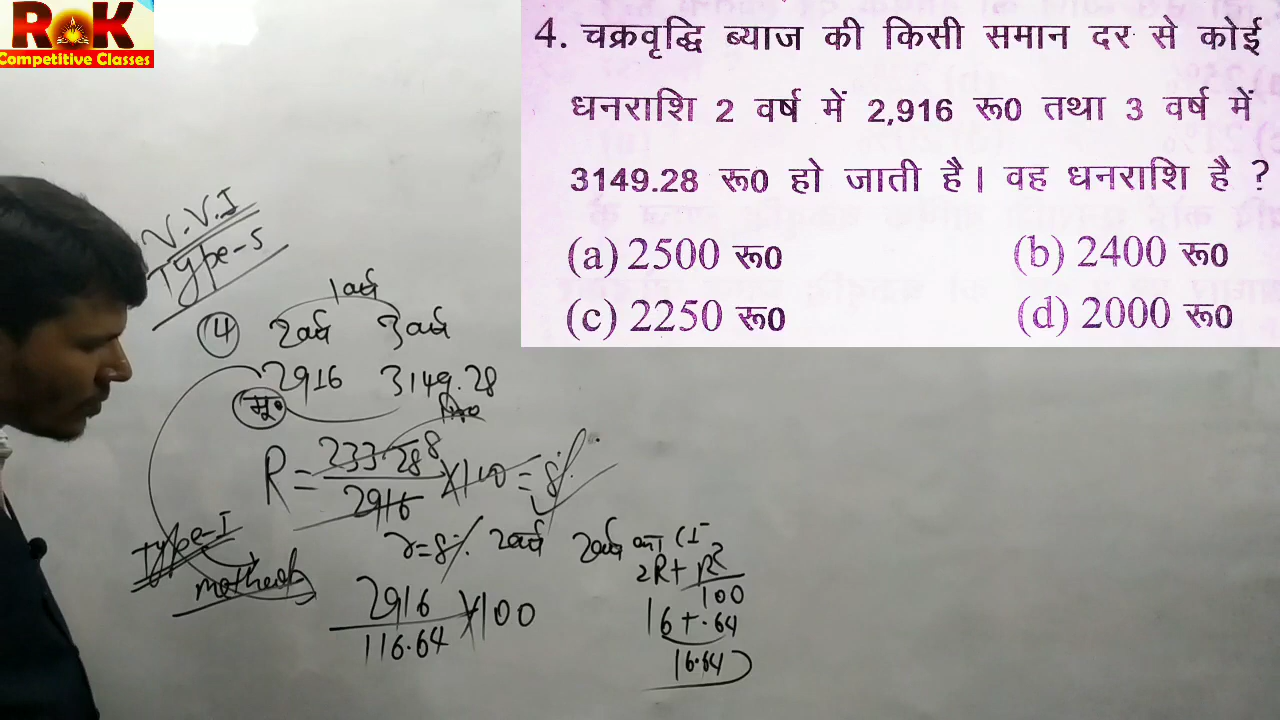 ROK
Competitive Classes
4. चक्रवृद्धि ब्याज की किसी समान दर से कोई
धनराशि 2 वर्ष में 2,916 रू0 तथा 3 वर्ष में
3149.28 रू0 हो जाती है। वह धनराशि है ?
(a) 2500 रू0 (b) 2400 रू0
(c) 2250 रू0 (d) 2000 रू0
V.V.I
Type-5
1वर्ष
4 2वर्ष 3वर्ष
2916 3149.28
मू०
R = 233.28 8 / 2916 × 100 = 8%
Type-I
r=8% 2वर्ष 2वर्ष का CI
2R + R²/100
2916 / 116.64 × 100
16 + .64
16.64